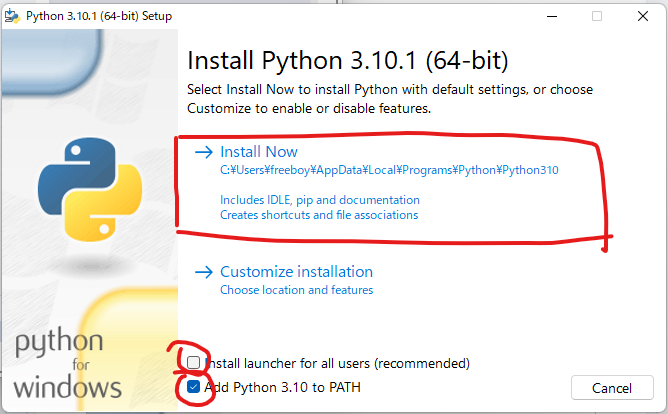 Python 3.10.1 (64-bit) Setup
Install Python 3.10.1 (64-bit)
Select Install Now to install Python with default settings, or choose
Customize to enable or disable features.
Install Now
C:¥Users¥freeboy¥AppData¥Local¥Programs¥Python¥Python310
Includes IDLE, pip and documentation
Creates shortcuts and file associations
Customize installation
Choose location and features
Install launcher for all users (recommended)
Add Python 3.10 to PATH
Cancel
python
for
windows